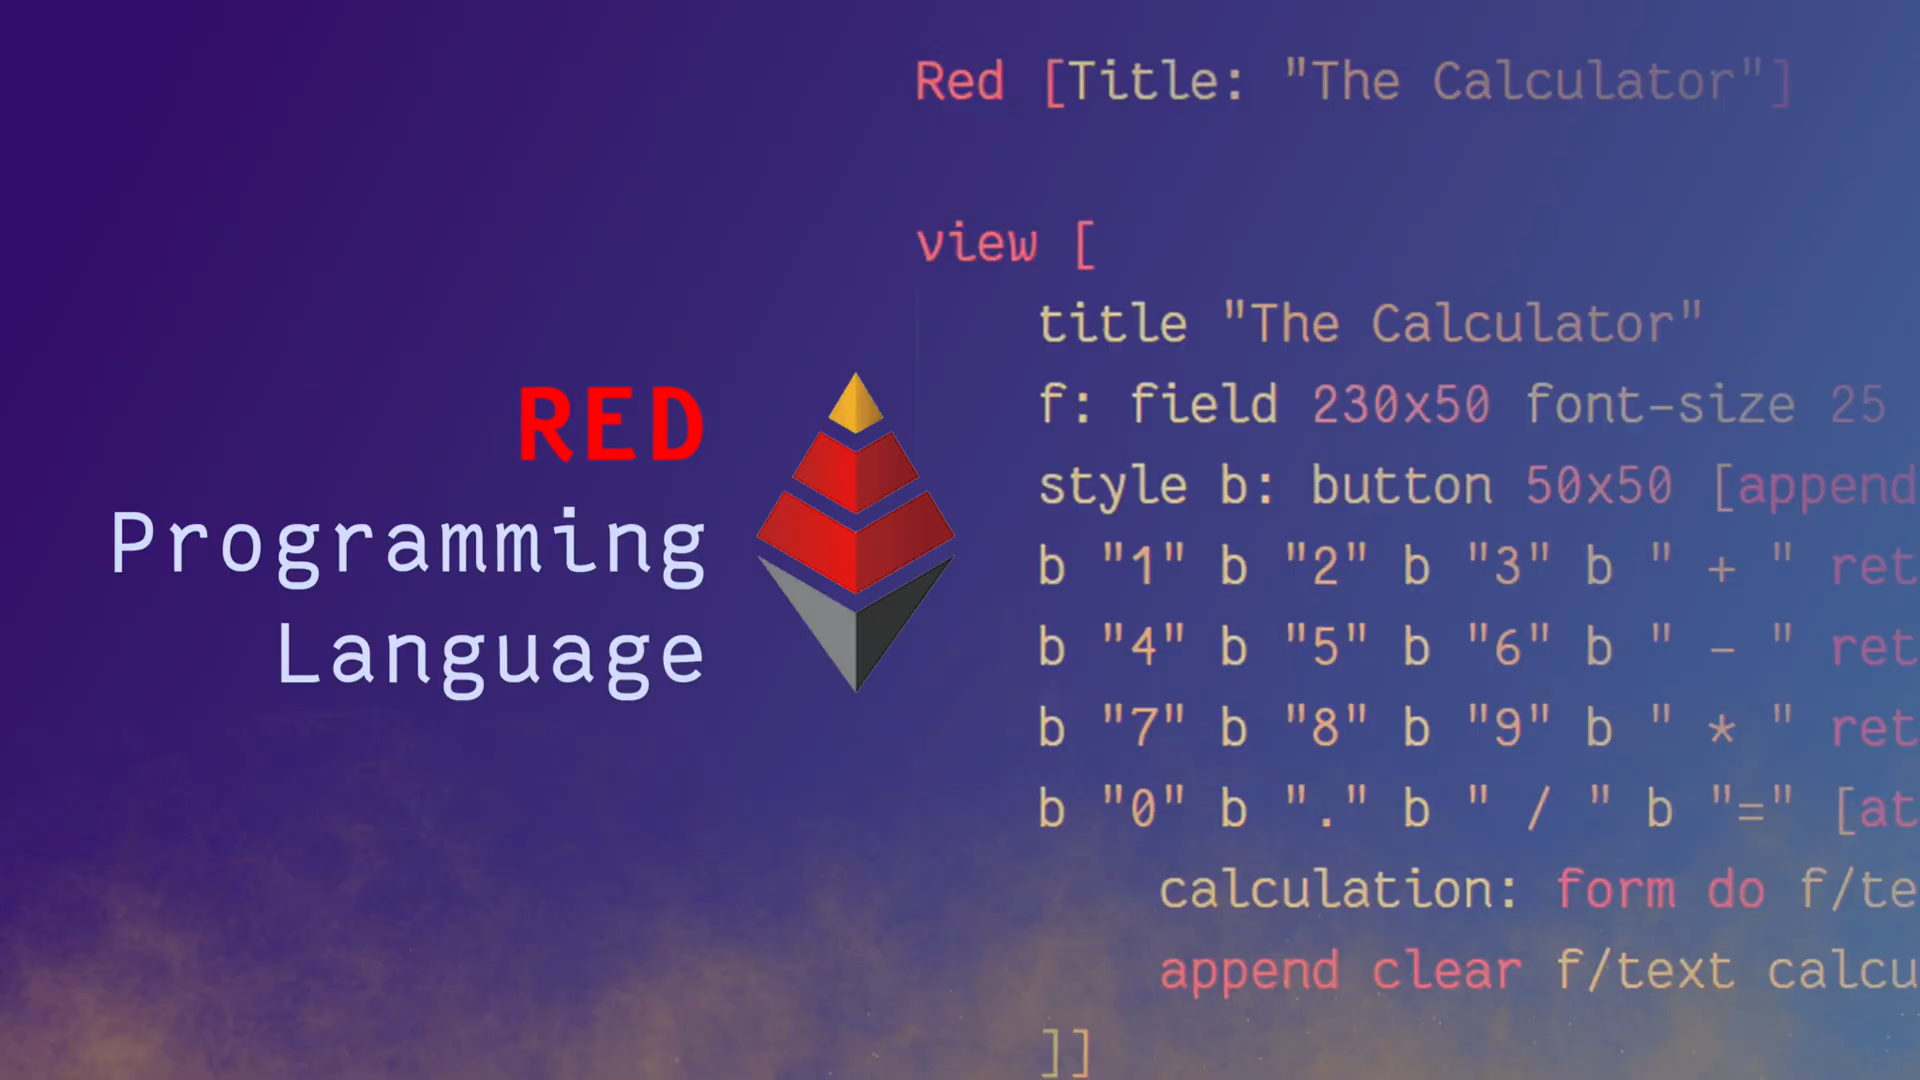 RED
Programming
Language
Red [Title: "The Calculator"]
view [
title "The Calculator"
f: field 230x50 font-size 25
style b: button 50x50 [append
b "1" b "2" b "3" b " + " ret
b "4" b "5" b "6" b " - " ret
b "7" b "8" b "9" b " * " ret
b "0" b "." b " / " b "=" [at
calculation: form do f/te
append clear f/text calcu
]]